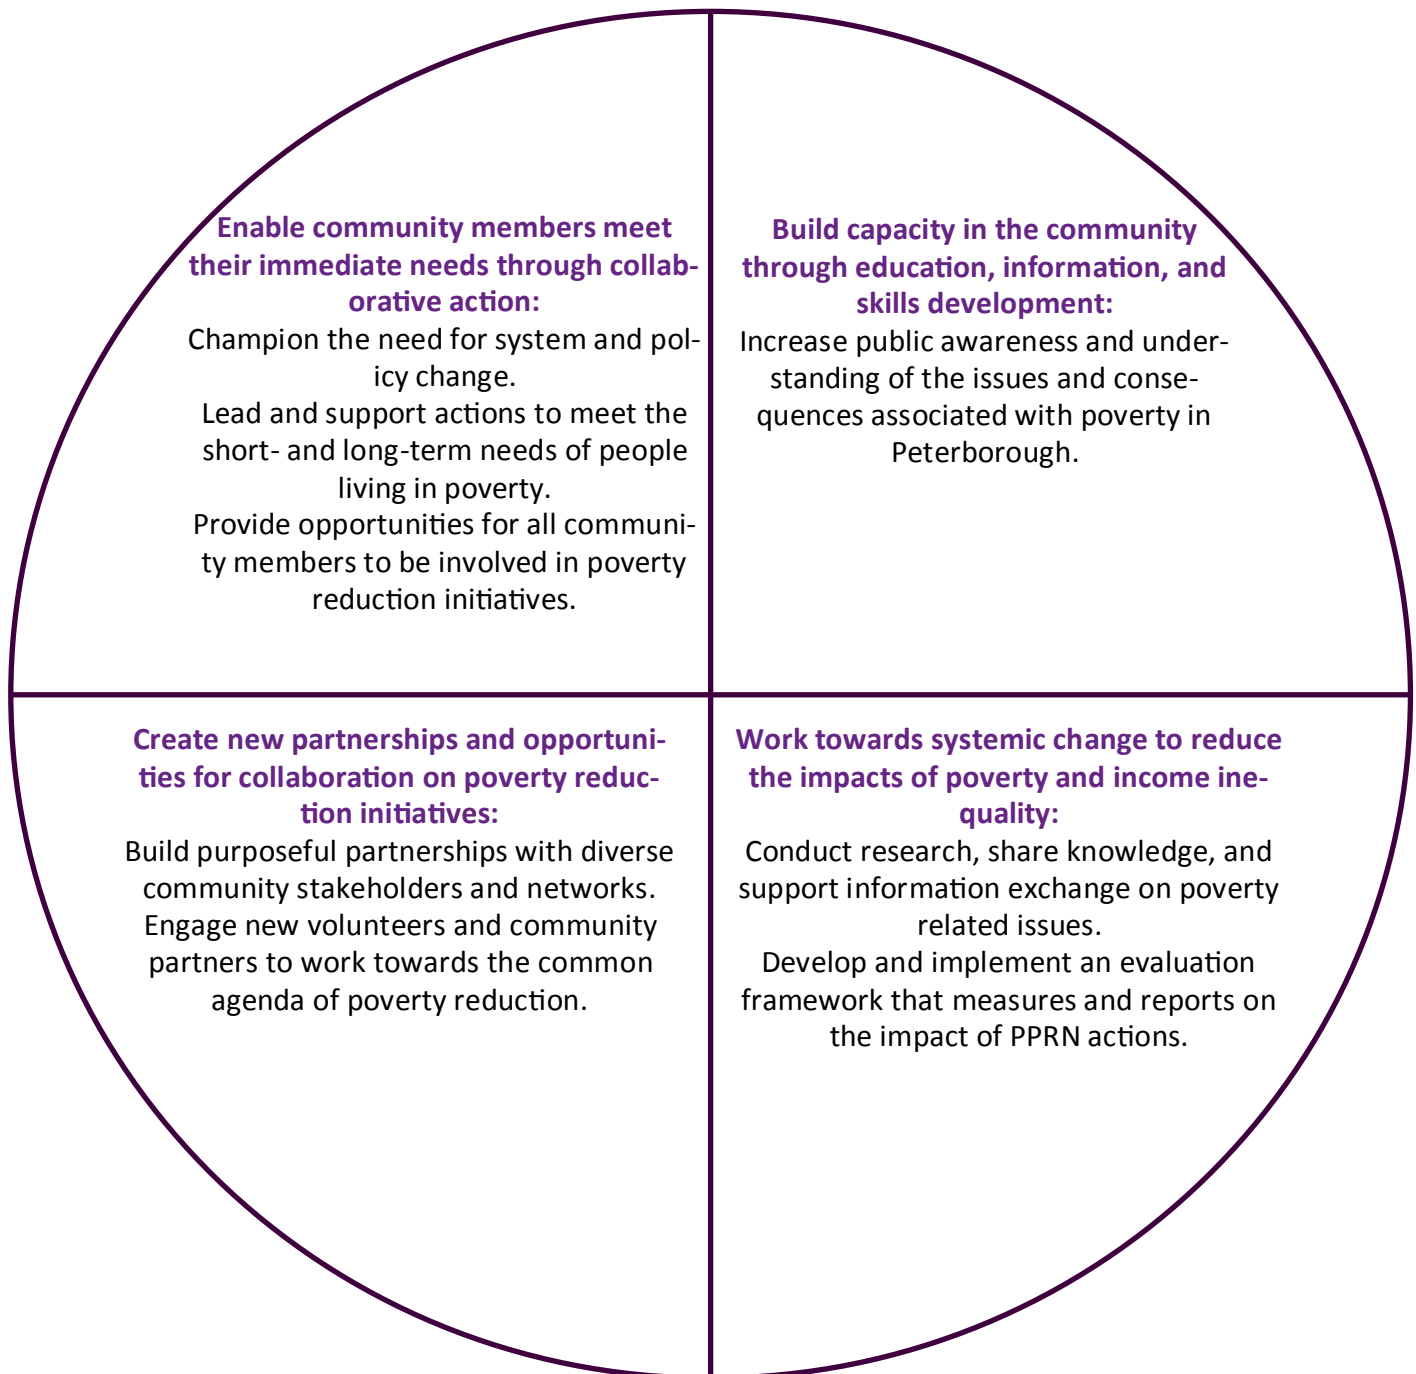 Enable community members meet
their immediate needs through collab-
orative action:
Champion the need for system and pol-
icy change.
Lead and support actions to meet the
short- and long-term needs of people
living in poverty.
Provide opportunities for all communi-
ty members to be involved in poverty
reduction initiatives.
Build capacity in the community
through education, information, and
skills development:
Increase public awareness and under-
standing of the issues and conse-
quences associated with poverty in
Peterborough.
Create new partnerships and opportuni-
ties for collaboration on poverty reduc-
tion initiatives:
Build purposeful partnerships with diverse
community stakeholders and networks.
Engage new volunteers and community
partners to work towards the common
agenda of poverty reduction.
Work towards systemic change to reduce
the impacts of poverty and income ine-
quality:
Conduct research, share knowledge, and
support information exchange on poverty
related issues.
Develop and implement an evaluation
framework that measures and reports on
the impact of PPRN actions.